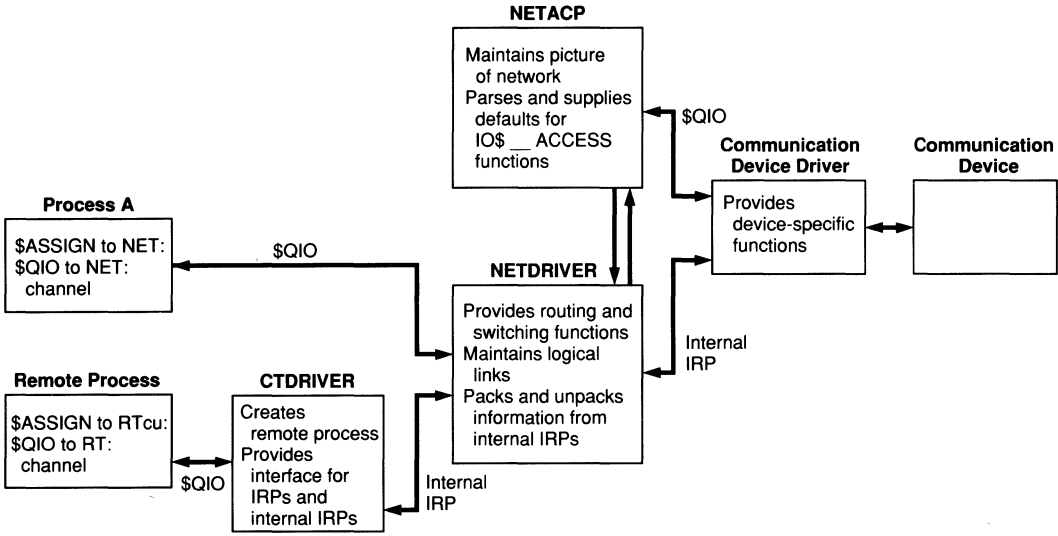 NETACP
Maintains picture
of network
Parses and supplies
defaults for
IO$ __ ACCESS
functions
$QIO
Communication
Device Driver
Provides
device-specific
functions
Communication
Device
Process A
$ASSIGN to NET:
$QIO to NET:
channel
$QIO
NETDRIVER
Provides routing and
switching functions
Maintains logical
links
Packs and unpacks
information from
internal IRPs
Internal
IRP
Remote Process
$ASSIGN to RTcu:
$QIO to RT:
channel
$QIO
CTDRIVER
Creates
remote process
Provides
interface for
IRPs and
internal IRPs
Internal
IRP